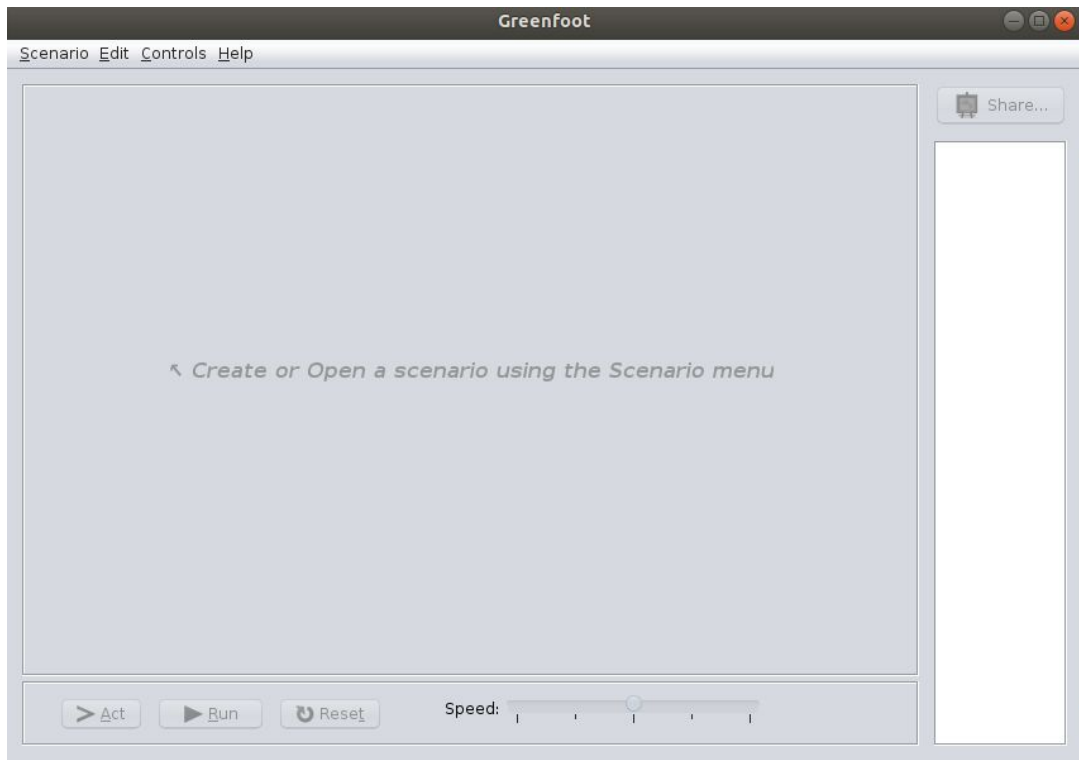 Greenfoot
Scenario Edit Controls Help
Share...
↖ Create or Open a scenario using the Scenario menu
Act Run Reset Speed: